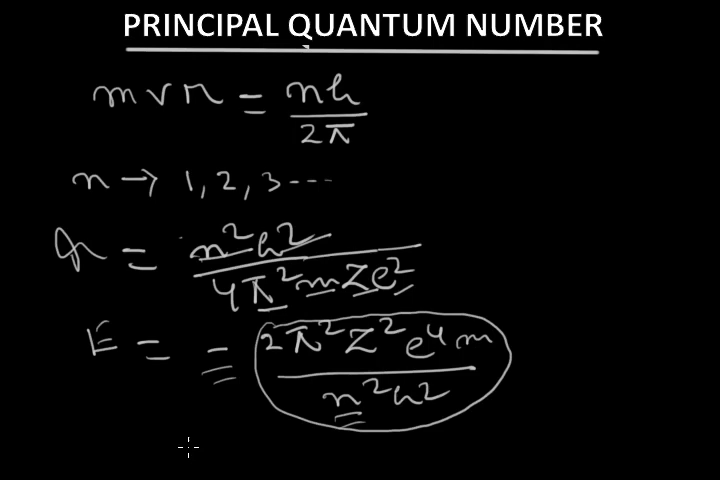 PRINCIPAL QUANTUM NUMBER
mvr = nh/2π
n → 1, 2, 3 ....
r = n²h²/4π²mZe²
E = = 2π²Z²e⁴m/n²h²